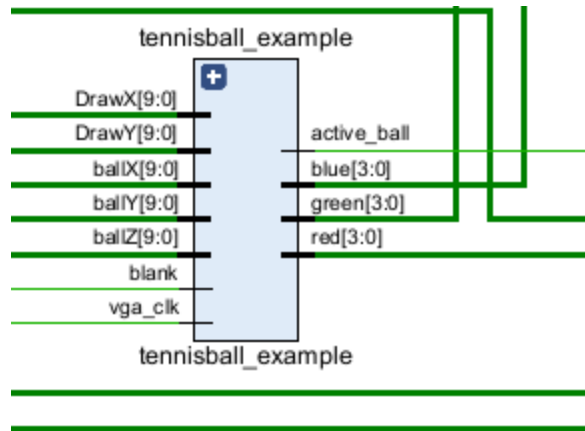 tennisball_example
DrawX[9:0]
DrawY[9:0]
ballX[9:0]
ballY[9:0]
ballZ[9:0]
blank
vga_clk
active_ball
blue[3:0]
green[3:0]
red[3:0]
tennisball_example